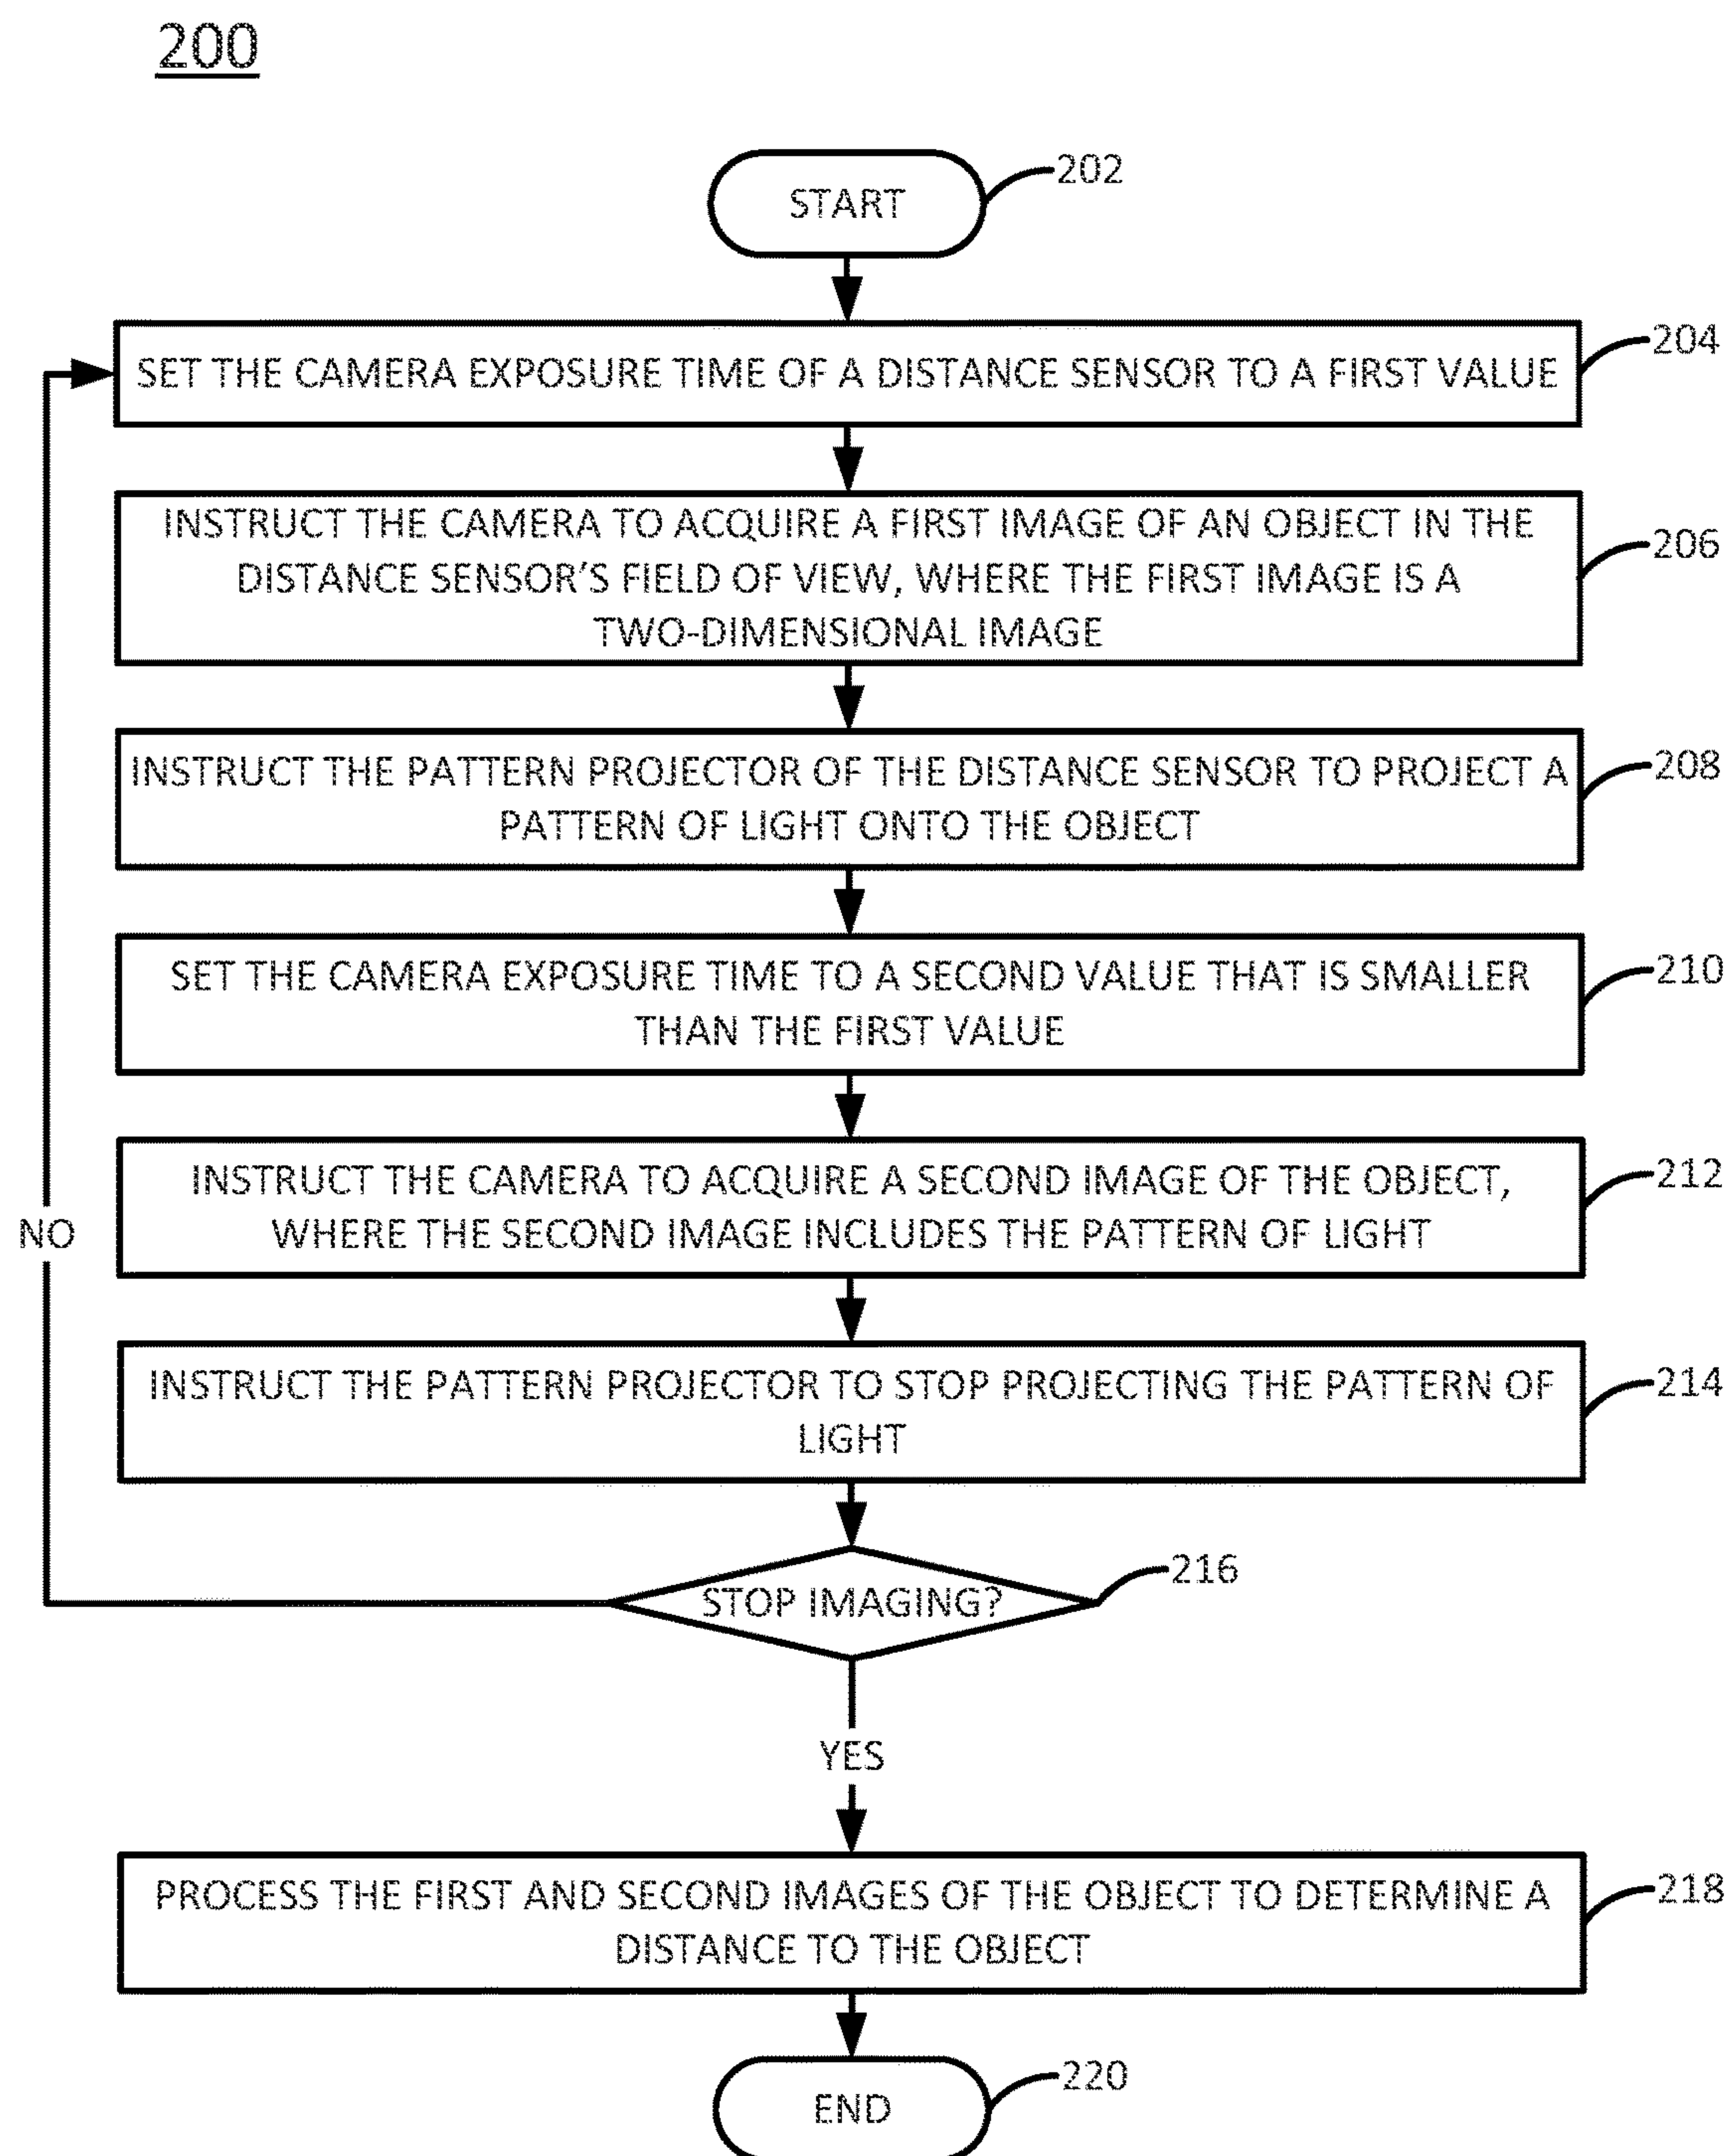 200
START
202
SET THE CAMERA EXPOSURE TIME OF A DISTANCE SENSOR TO A FIRST VALUE
204
INSTRUCT THE CAMERA TO ACQUIRE A FIRST IMAGE OF AN OBJECT IN THE
DISTANCE SENSOR'S FIELD OF VIEW, WHERE THE FIRST IMAGE IS A
TWO-DIMENSIONAL IMAGE
206
INSTRUCT THE PATTERN PROJECTOR OF THE DISTANCE SENSOR TO PROJECT A
PATTERN OF LIGHT ONTO THE OBJECT
208
SET THE CAMERA EXPOSURE TIME TO A SECOND VALUE THAT IS SMALLER
THAN THE FIRST VALUE
210
INSTRUCT THE CAMERA TO ACQUIRE A SECOND IMAGE OF THE OBJECT,
WHERE THE SECOND IMAGE INCLUDES THE PATTERN OF LIGHT
212
NO
INSTRUCT THE PATTERN PROJECTOR TO STOP PROJECTING THE PATTERN OF
LIGHT
214
STOP IMAGING?
216
YES
PROCESS THE FIRST AND SECOND IMAGES OF THE OBJECT TO DETERMINE A
DISTANCE TO THE OBJECT
218
END
220